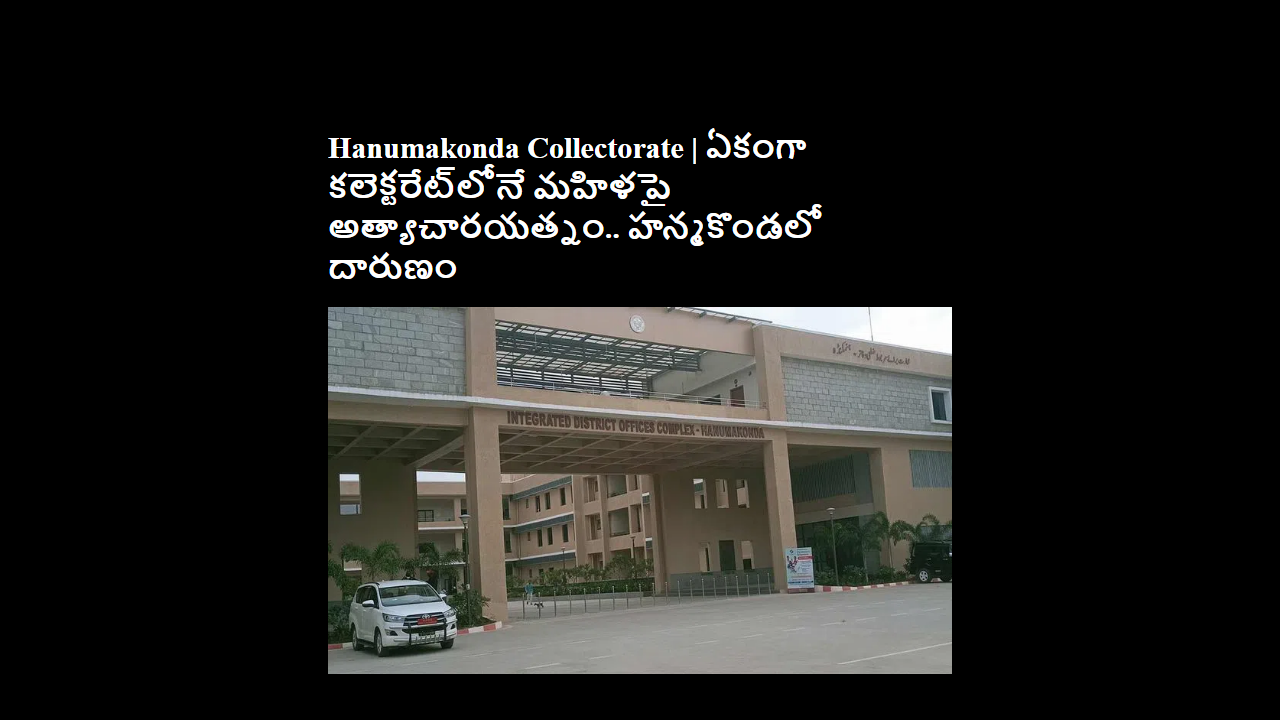 Hanumakonda Collectorate | ఏకంగా
కలెక్టరేట్‌లోనే మహిళపై
అత్యాచారయత్నం.. హన్మకొండలో
దారుణం
INTEGRATED DISTRICT OFFICES COMPLEX - HANUMAKONDA